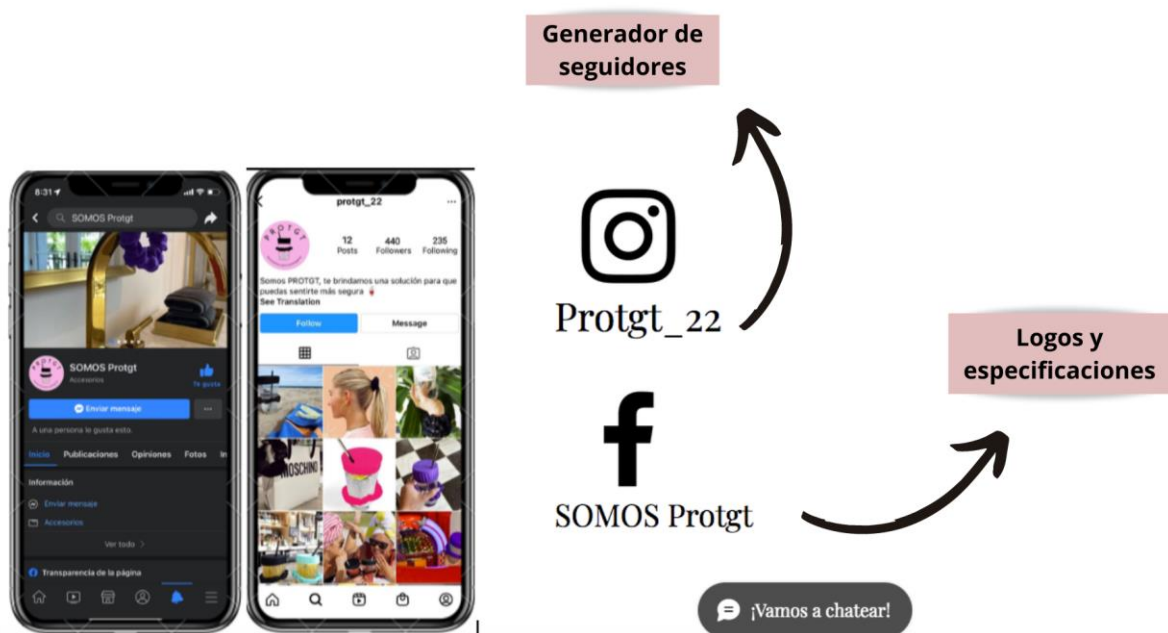 Generador de
seguidores
8:31
SOMOS Protgt
SOMOS Protgt
Accesorios
Te gusta
Enviar mensaje
A una persona le gusta esto.
Inicio Publicaciones Opiniones Fotos In
Información
Enviar mensaje
Accesorios
Ver todo
Transparencia de la página
protgt_22
PROTGT
12 440 235
Posts Followers Following
Somos PROTGT, te brindamos una solución para que
puedas sentirte más segura
See Translation
Follow Message
MOSCHINO
Protgt_22
SOMOS Protgt
Logos y
especificaciones
¡Vamos a chatear!